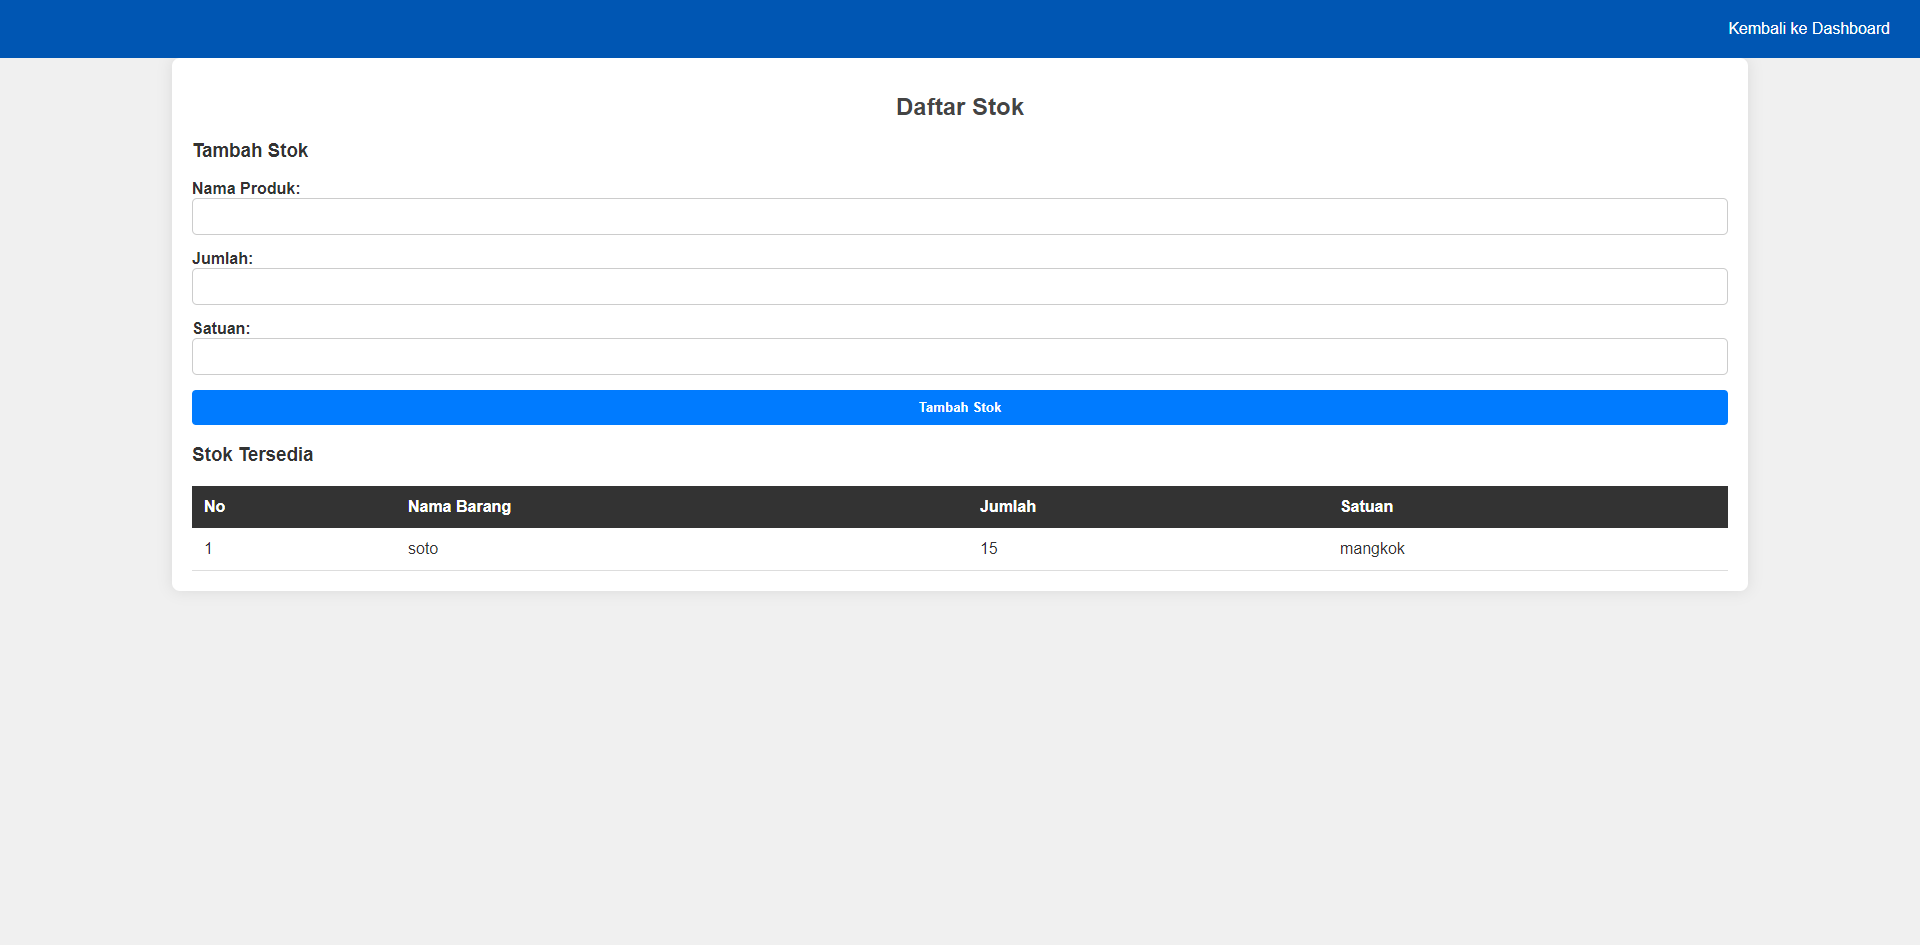 Kembali ke Dashboard
Daftar Stok
Tambah Stok
Nama Produk:
Jumlah:
Satuan:
Tambah Stok
Stok Tersedia
No Nama Barang Jumlah Satuan
1 soto 15 mangkok